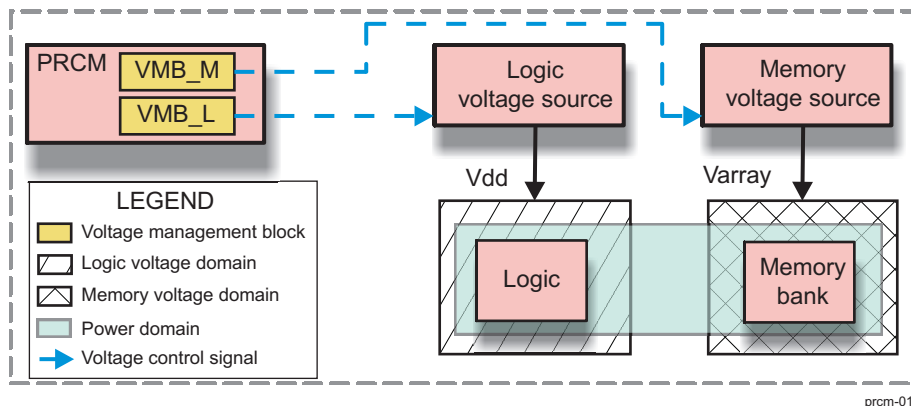 PRCM
VMB_M
VMB_L
Logic
voltage source
Memory
voltage source
Vdd
Varray
LEGEND
Voltage management block
Logic voltage domain
Memory voltage domain
Power domain
Voltage control signal
Logic
Memory
bank
prcm-01